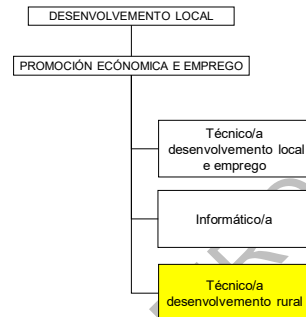 DESENVOLVEMENTO LOCAL
PROMOCIÓN ECÓNOMICA E EMPREGO
Técnico/a
desenvolvemento local
e emprego
Informático/a
Técnico/a
desenvolvemento rural